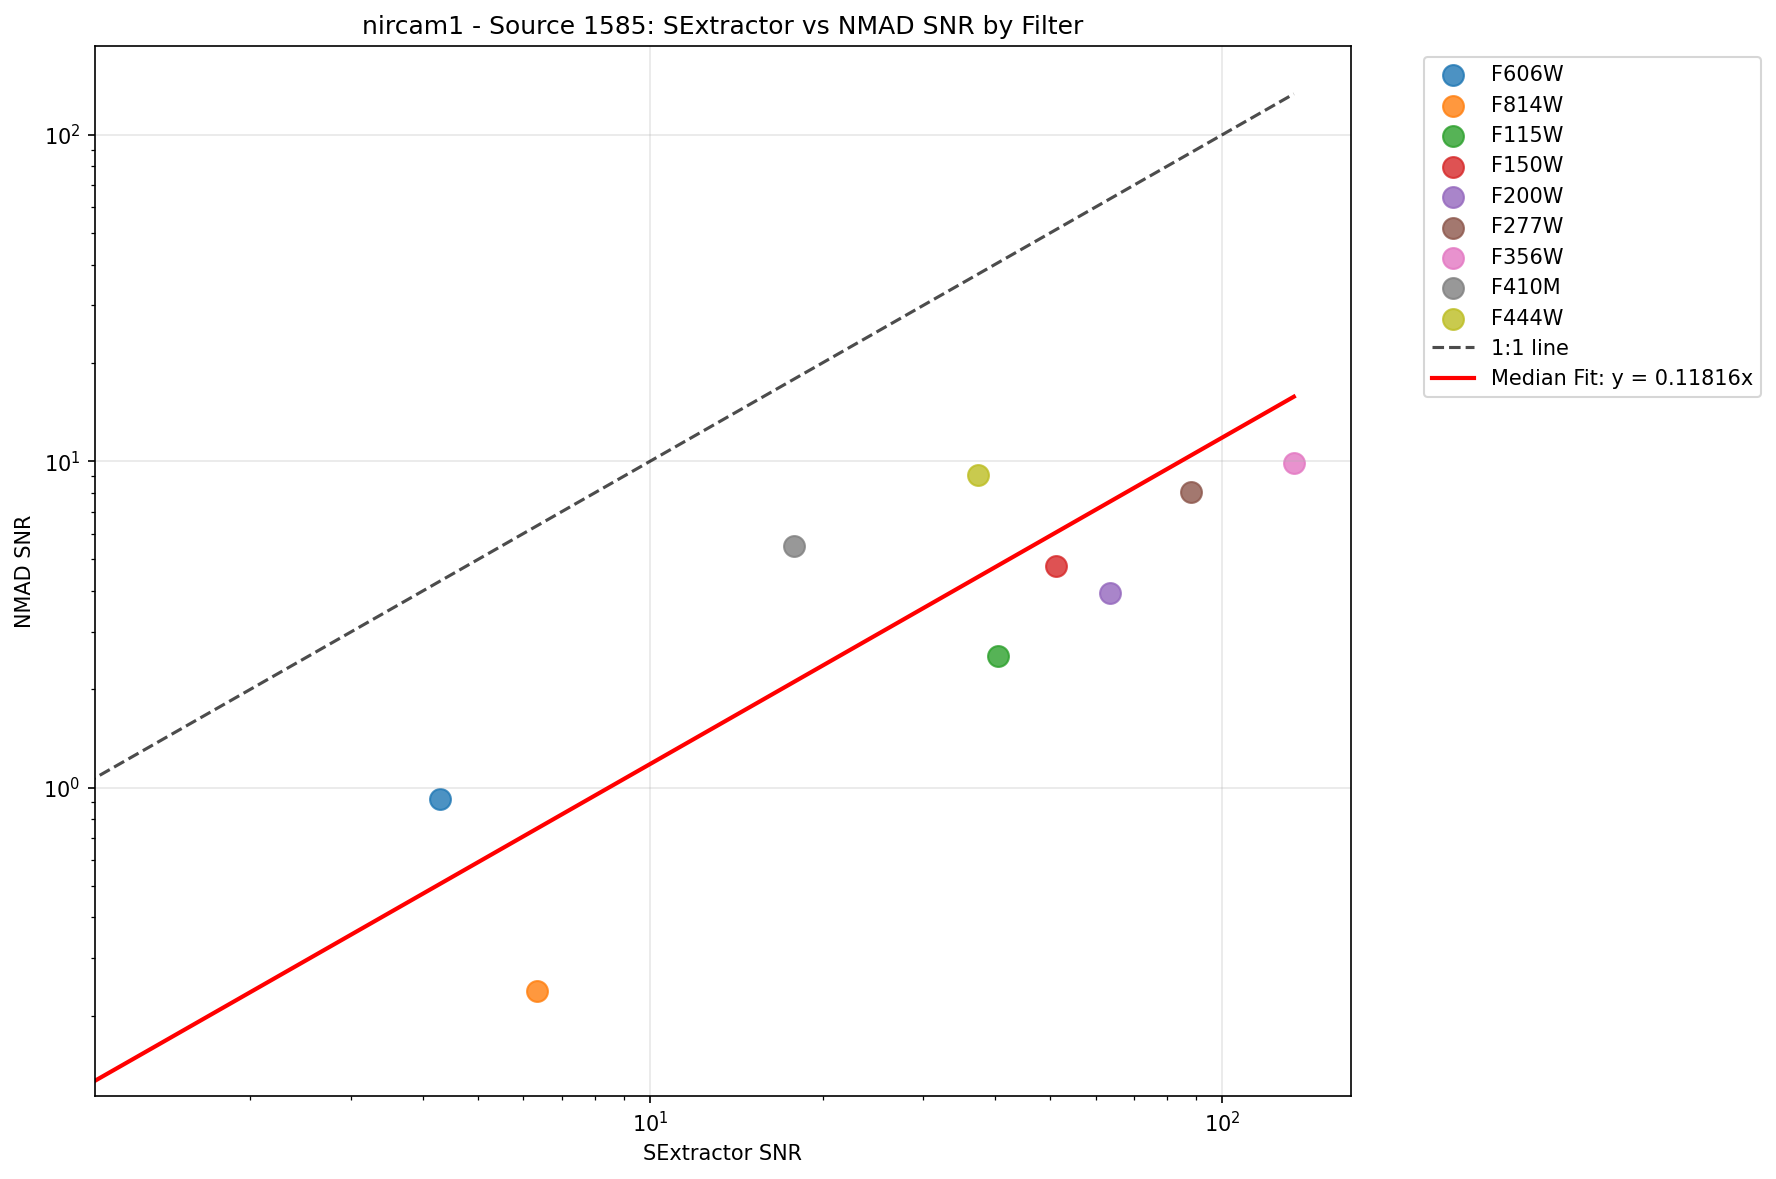 nircam1 - Source 1585: SExtractor vs NMAD SNR by Filter
NMAD SNR
10²
10¹
10⁰
10¹
10²
SExtractor SNR
F606W
F814W
F115W
F150W
F200W
F277W
F356W
F410M
F444W
1:1 line
Median Fit: y = 0.11816x